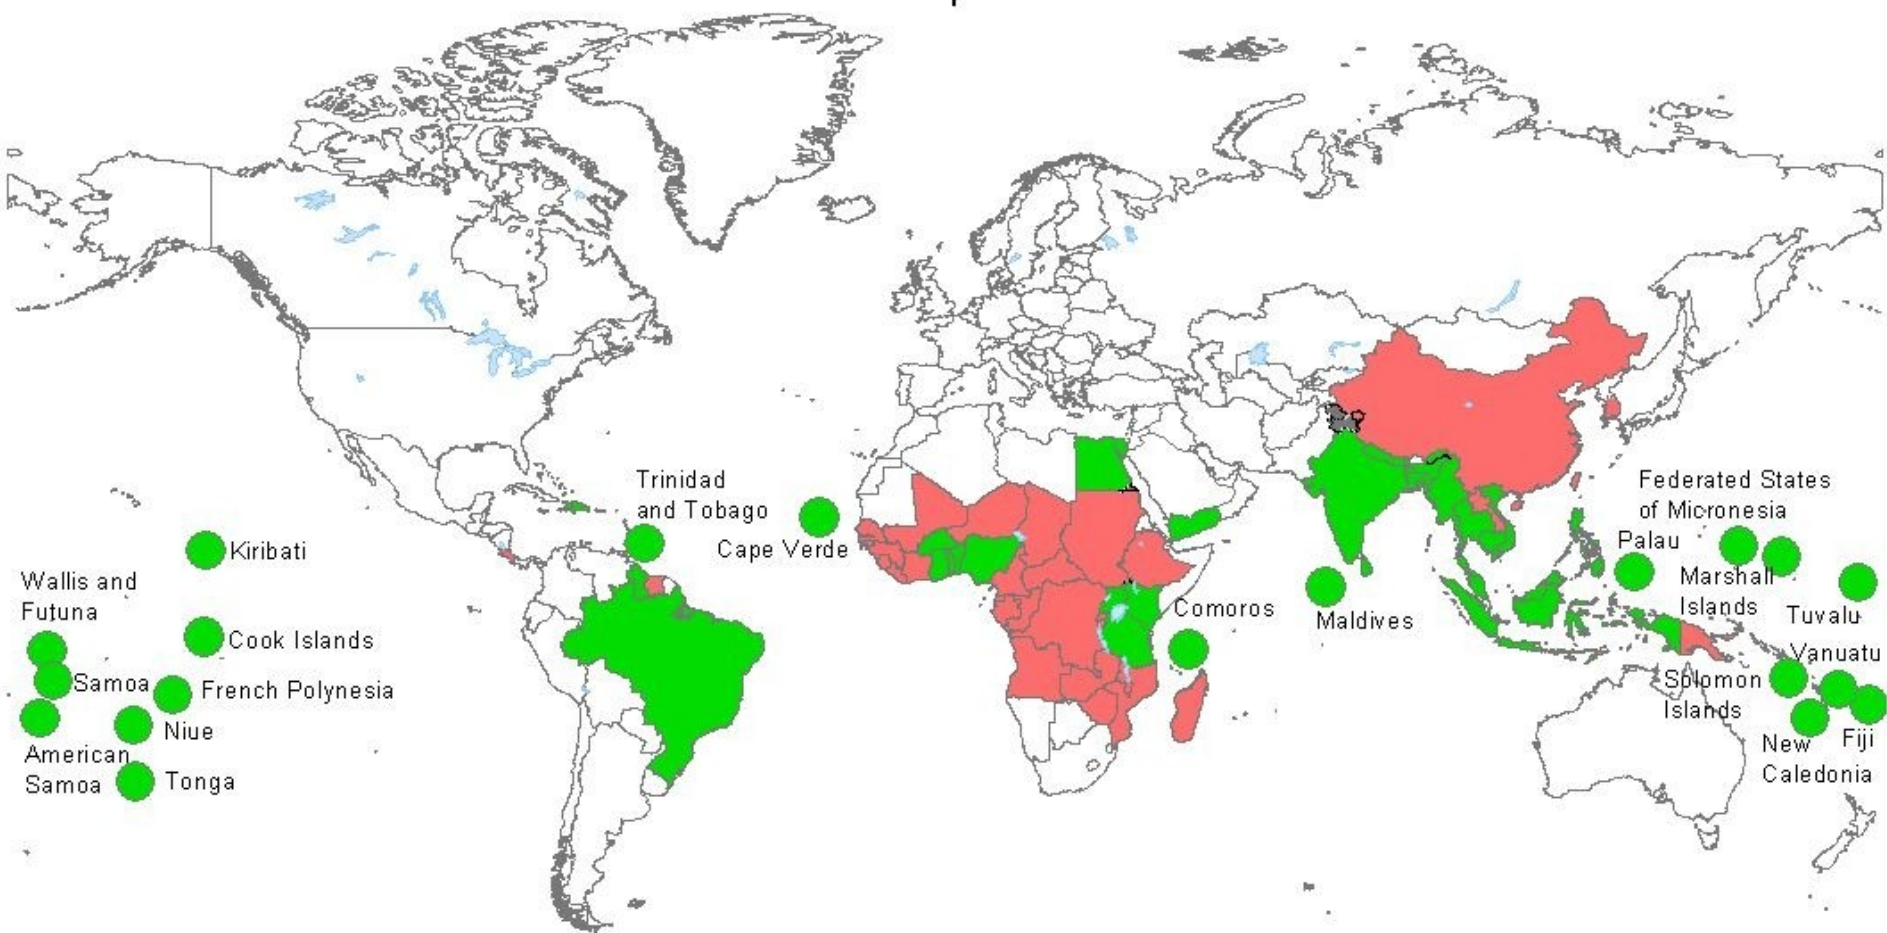 Trinidad
and Tobago
Cape Verde
Kiribati
Wallis and
Futuna
Cook Islands
Samoa
French Polynesia
Niue
American
Samoa
Tonga
Comoros
Maldives
Federated States
of Micronesia
Palau
Marshall
Islands
Tuvalu
Vanuatu
Solomon
Islands
New
Caledonia
Fiji